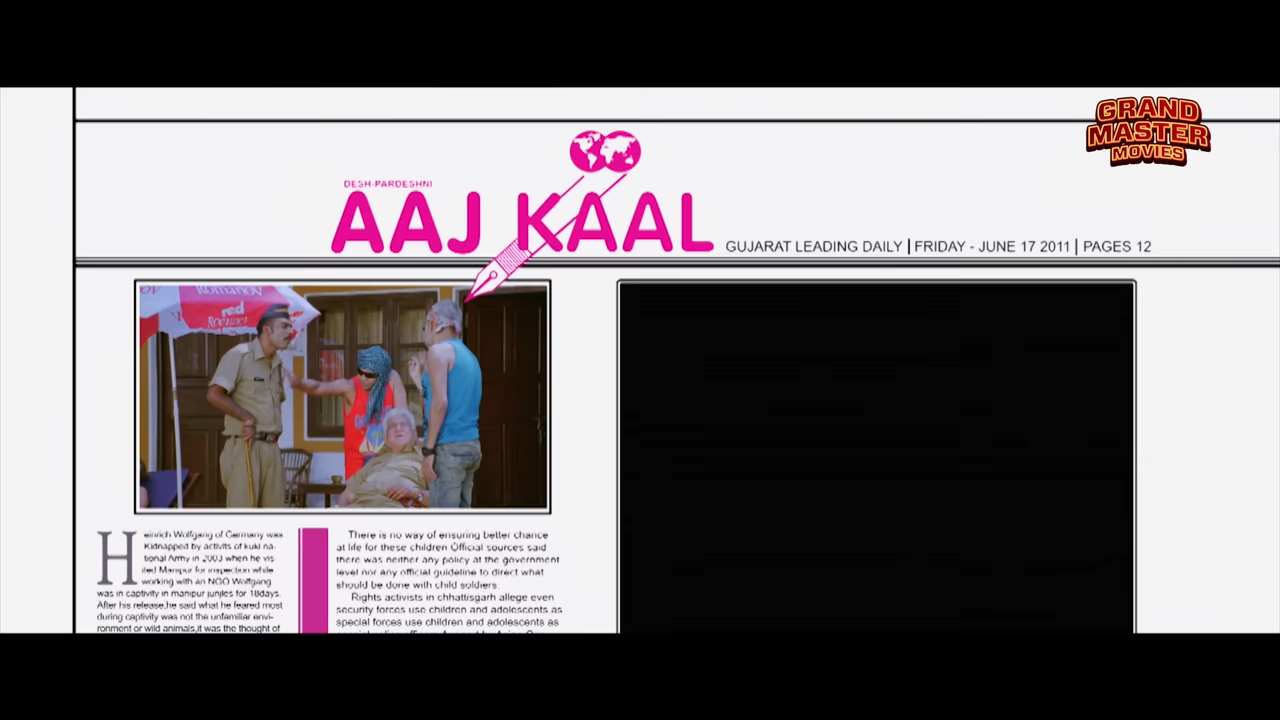 GRAND
MASTER
MOVIES
DESH-PARDESHNI
AAJ KAAL
GUJARAT LEADING DAILY | FRIDAY - JUNE 17 2011 | PAGES 12
red
Heinrich Wolfgang of Germany was
Kidnapped by activits of kuki na-
tional Army in 2003 when he vis-
ited Manipur for inspection while
working with an NGO Wolfgang
was in captivity in manipur junjles for 18days.
After his release,he said what he feared most
during captivity was not the unfamiliar envi-
ronment or wild animals,it was the thought of
There is no way of ensuring better chance
at life for these children Official sources said
there was neither any policy at the government
level nor any official guideline to direct what
should be done with child soldiers.
Rights activists in chhattisgarh allege even
security forces use children and adolescents as
special forces use children and adolescents as